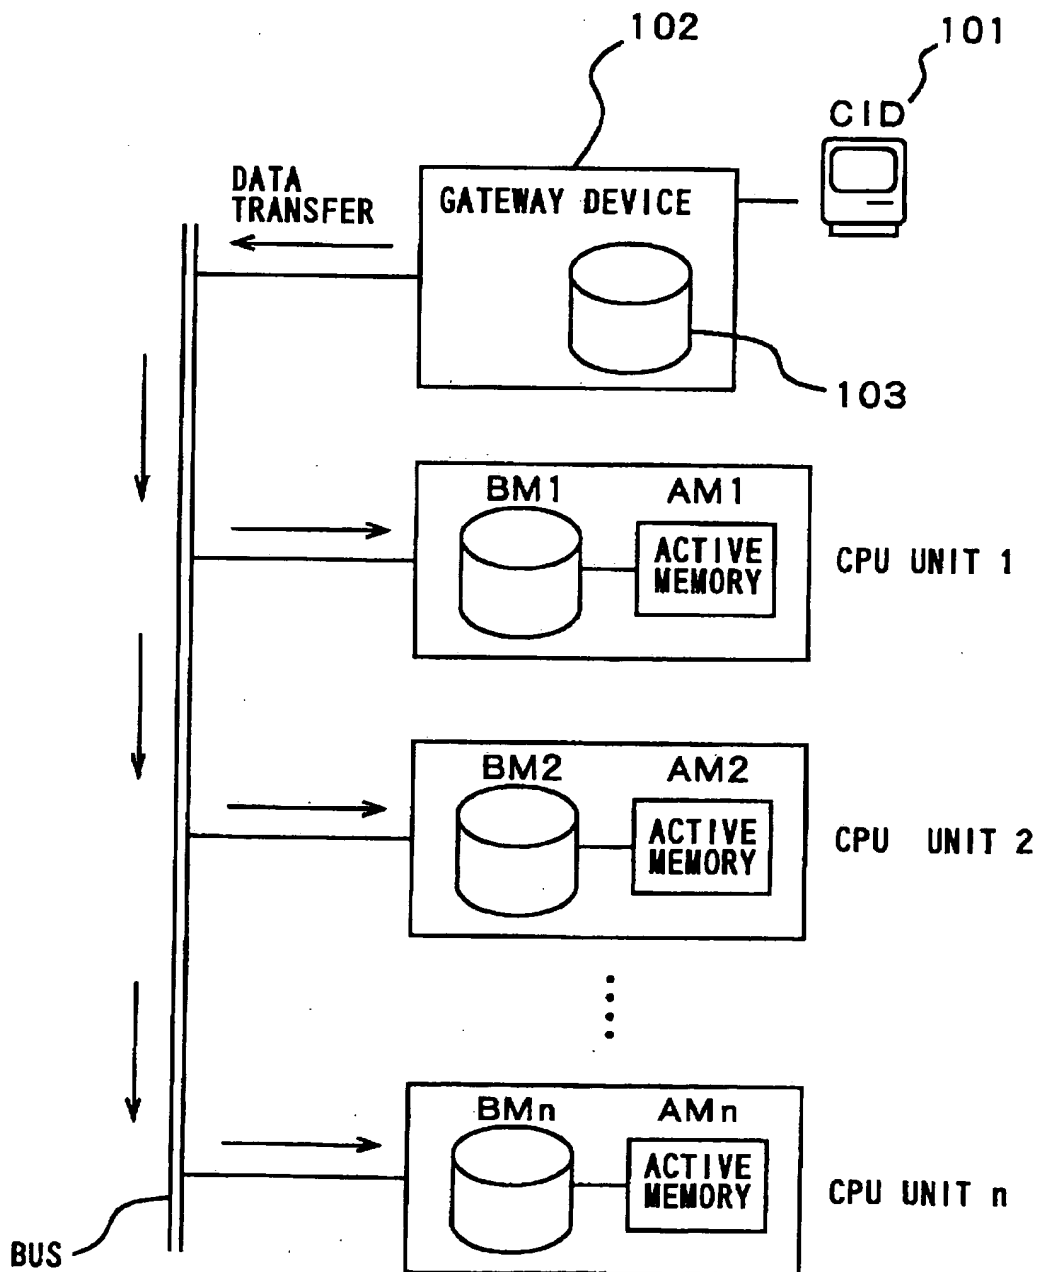 102
101
CID
DATA
TRANSFER
GATEWAY DEVICE
103
BM1
AM1
ACTIVE
MEMORY
CPU UNIT 1
BM2
AM2
ACTIVE
MEMORY
CPU UNIT 2
BMn
AMn
ACTIVE
MEMORY
CPU UNIT n
BUS